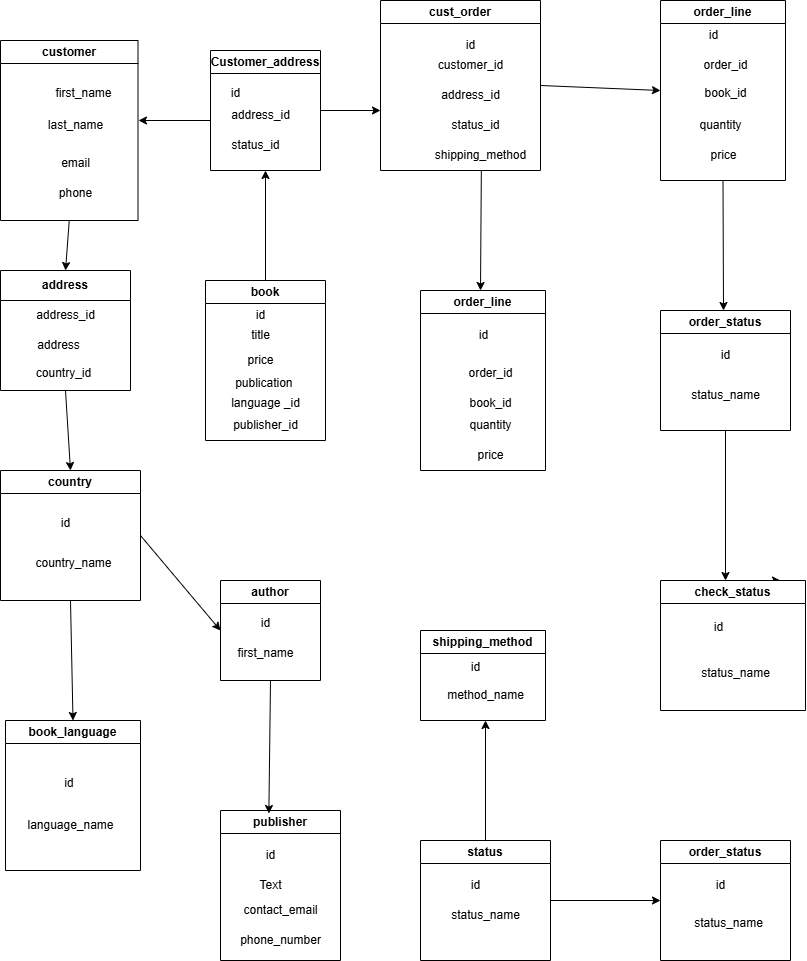 customer
first_name
last_name
email
phone
Customer_address
id
address_id
status_id
cust_order
id
customer_id
address_id
status_id
shipping_method
order_line
id
order_id
book_id
quantity
price
address
address_id
address
country_id
book
id
title
price
publication
language _id
publisher_id
order_line
id
order_id
book_id
quantity
price
order_status
id
status_name
country
id
country_name
author
id
first_name
shipping_method
id
method_name
check_status
id
status_name
book_language
id
language_name
publisher
id
Text
contact_email
phone_number
status
id
status_name
order_status
id
status_name